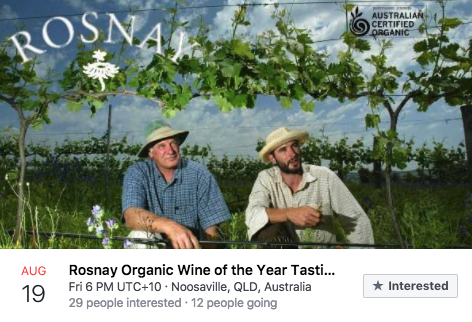 ROSNAY
AUSTRALIAN
CERTIFIED
ORGANIC
AUG
19
Rosnay Organic Wine of the Year Tasti...
Fri 6 PM UTC+10 · Noosaville, QLD, Australia
29 people interested · 12 people going
★ Interested